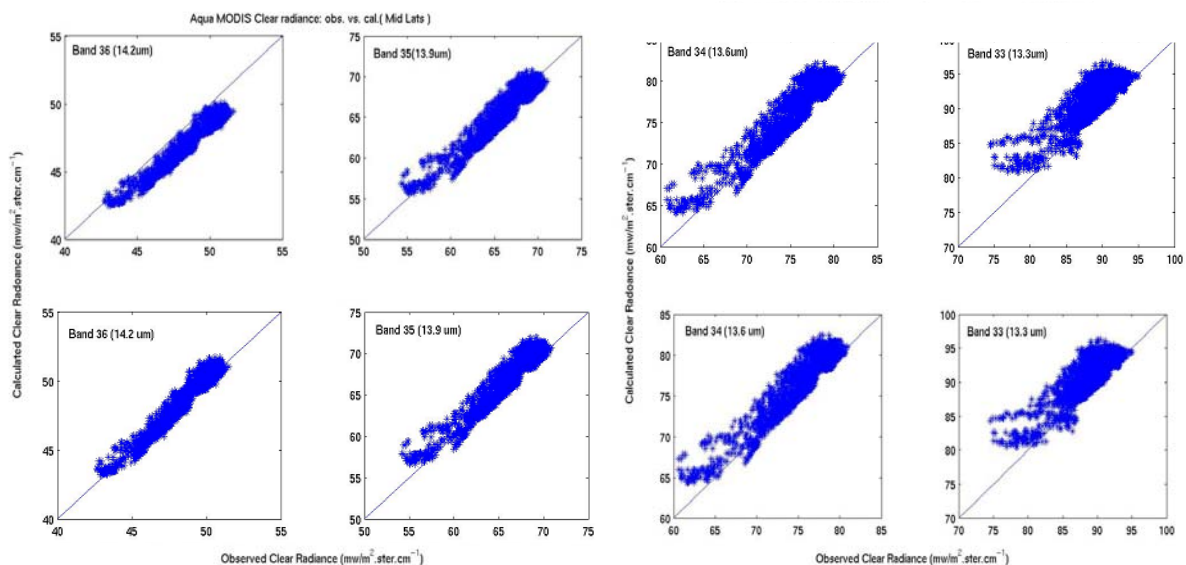 Aqua MODIS Clear radiance: obs. vs. cal.( Mid Lats )
Calculated Clear Radoance (mw/m².ster.cm⁻¹)
Band 36 (14.2um)
55
50
45
40
40 45 50 55
Band 35(13.9um)
75
70
65
60
55
50
50 55 60 65 70 75
Band 36 (14.2 um)
55
50
45
40
40 45 50 55
Band 35 (13.9 um)
75
70
65
60
55
50
50 55 60 65 70 75
Observed Clear Radiance (mw/m².ster.cm⁻¹)
Calculated Clear Radoance (mw/m².ster.cm⁻¹)
Band 34 (13.6um)
80
75
70
65
60
60 65 70 75 80 85
Band 33 (13.3um)
95
90
85
80
75
70
70 75 80 85 90 95 100
Band 34 (13.6 um)
85
80
75
70
65
60
60 65 70 75 80 85
Band 33 (13.3 um)
100
95
90
85
80
75
70
70 75 80 85 90 95 100
Observed Clear Radiance (mw/m².ster.cm⁻¹)